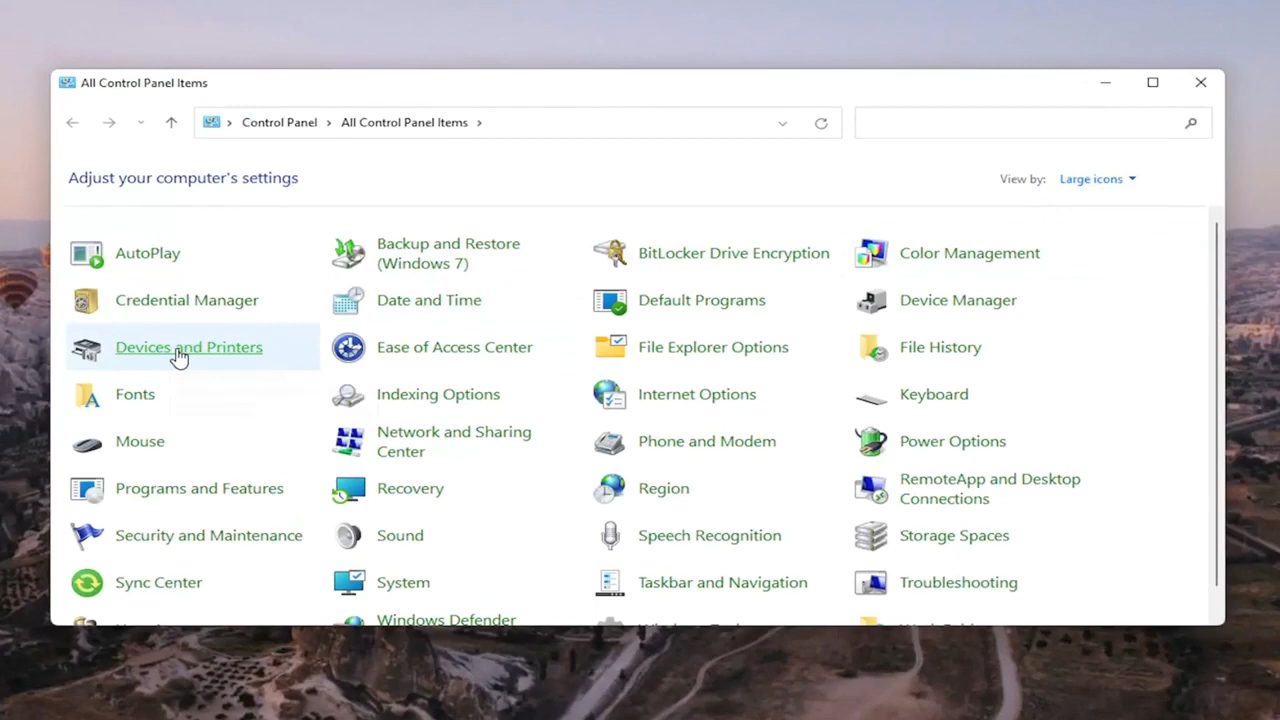 All Control Panel Items
Control Panel > All Control Panel Items >
Adjust your computer's settings
View by: Large icons
AutoPlay
Backup and Restore
(Windows 7)
BitLocker Drive Encryption
Color Management
Credential Manager
Date and Time
Default Programs
Device Manager
Devices and Printers
Ease of Access Center
File Explorer Options
File History
Fonts
Indexing Options
Internet Options
Keyboard
Mouse
Network and Sharing
Center
Phone and Modem
Power Options
Programs and Features
Recovery
Region
RemoteApp and Desktop
Connections
Security and Maintenance
Sound
Speech Recognition
Storage Spaces
Sync Center
System
Taskbar and Navigation
Troubleshooting
Windows Defender